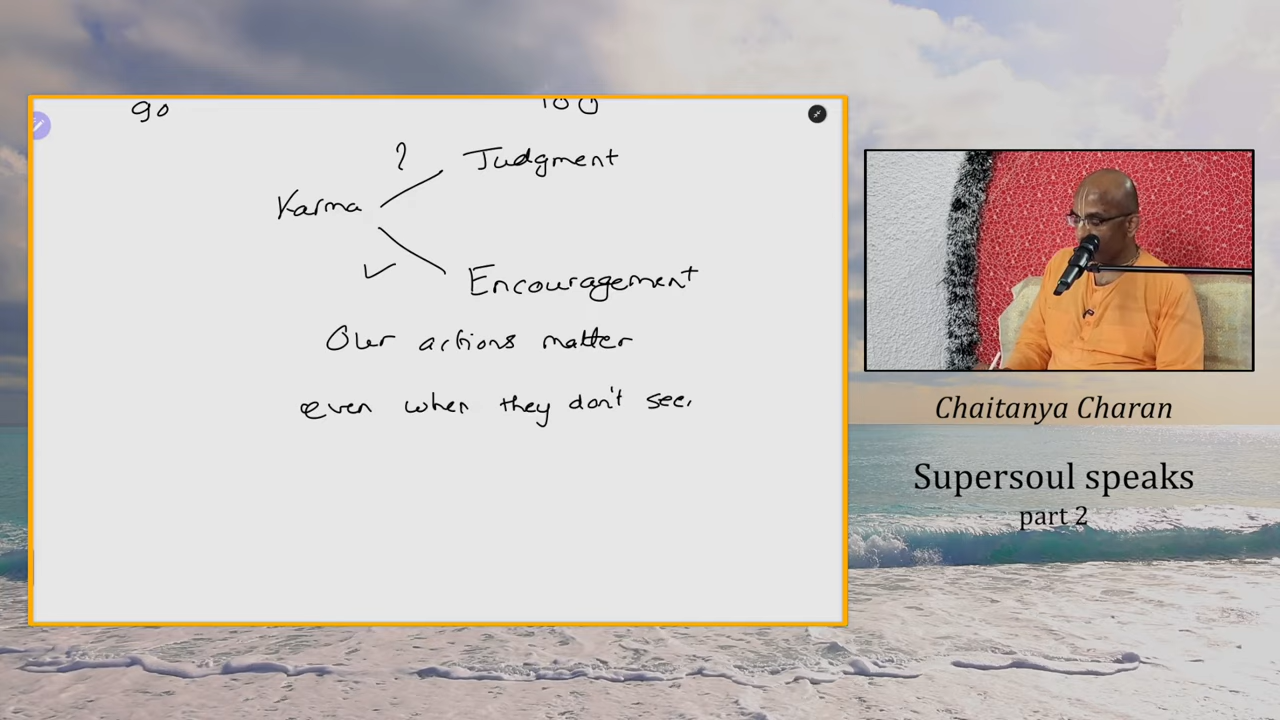 90
100
? Judgment
Karma
✓ Encouragement
Our actions matter
even when they don't see.
Chaitanya Charan
Supersoul speaks
part 2